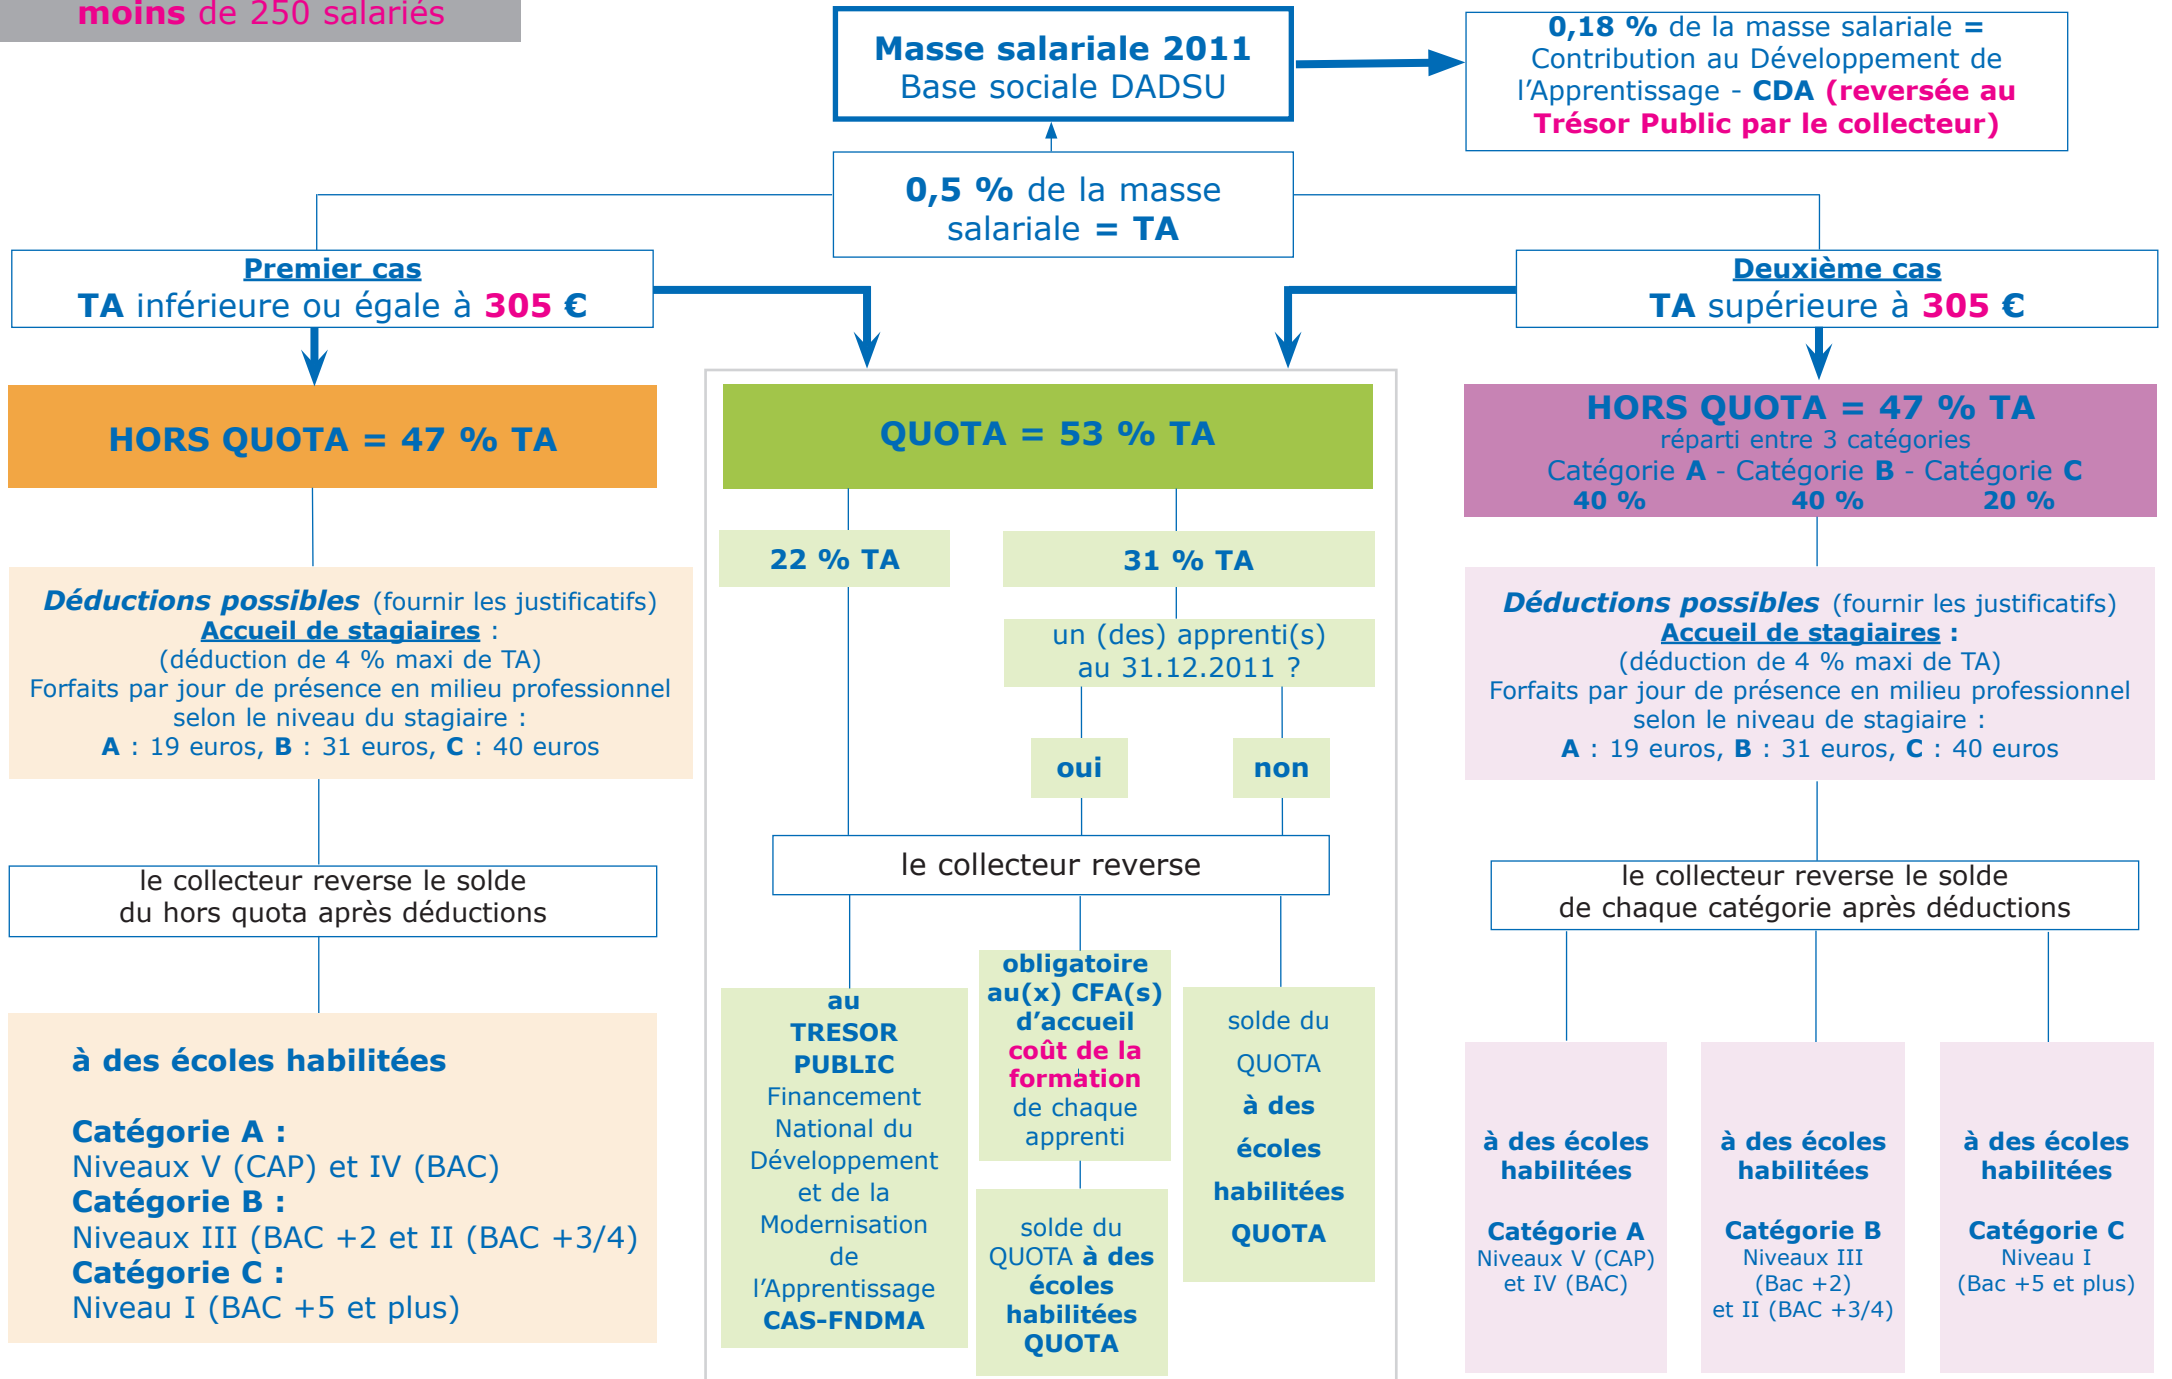 moins de 250 salariés
Masse salariale 2011
Base sociale DADSU
0,18 % de la masse salariale =
Contribution au Développement de
l'Apprentissage - CDA (reversée au
Trésor Public par le collecteur)
0,5 % de la masse
salariale = TA
Premier cas
TA inférieure ou égale à 305 €
Deuxième cas
TA supérieure à 305 €
HORS QUOTA = 47 % TA
QUOTA = 53 % TA
HORS QUOTA = 47 % TA
réparti entre 3 catégories
Catégorie A - Catégorie B - Catégorie C
40 % 40 % 20 %
22 % TA
31 % TA
un (des) apprenti(s)
au 31.12.2011 ?
oui
non
Déductions possibles (fournir les justificatifs)
Accueil de stagiaires :
(déduction de 4 % maxi de TA)
Forfaits par jour de présence en milieu professionnel
selon le niveau du stagiaire :
A : 19 euros, B : 31 euros, C : 40 euros
Déductions possibles (fournir les justificatifs)
Accueil de stagiaires :
(déduction de 4 % maxi de TA)
Forfaits par jour de présence en milieu professionnel
selon le niveau de stagiaire :
A : 19 euros, B : 31 euros, C : 40 euros
le collecteur reverse le solde
du hors quota après déductions
le collecteur reverse
le collecteur reverse le solde
de chaque catégorie après déductions
à des écoles habilitées
Catégorie A :
Niveaux V (CAP) et IV (BAC)
Catégorie B :
Niveaux III (BAC +2 et II (BAC +3/4)
Catégorie C :
Niveau I (BAC +5 et plus)
au
TRESOR
PUBLIC
Financement
National du
Développement
et de la
Modernisation
de
l'Apprentissage
CAS-FNDMA
obligatoire
au(x) CFA(s)
d'accueil
coût de la
formation
de chaque
apprenti
solde du
QUOTA à des
écoles
habilitées
QUOTA
solde du
QUOTA
à des
écoles
habilitées
QUOTA
à des écoles
habilitées
Catégorie A
Niveaux V (CAP)
et IV (BAC)
à des écoles
habilitées
Catégorie B
Niveaux III
(Bac +2)
et II (BAC +3/4)
à des écoles
habilitées
Catégorie C
Niveau I
(Bac +5 et plus)